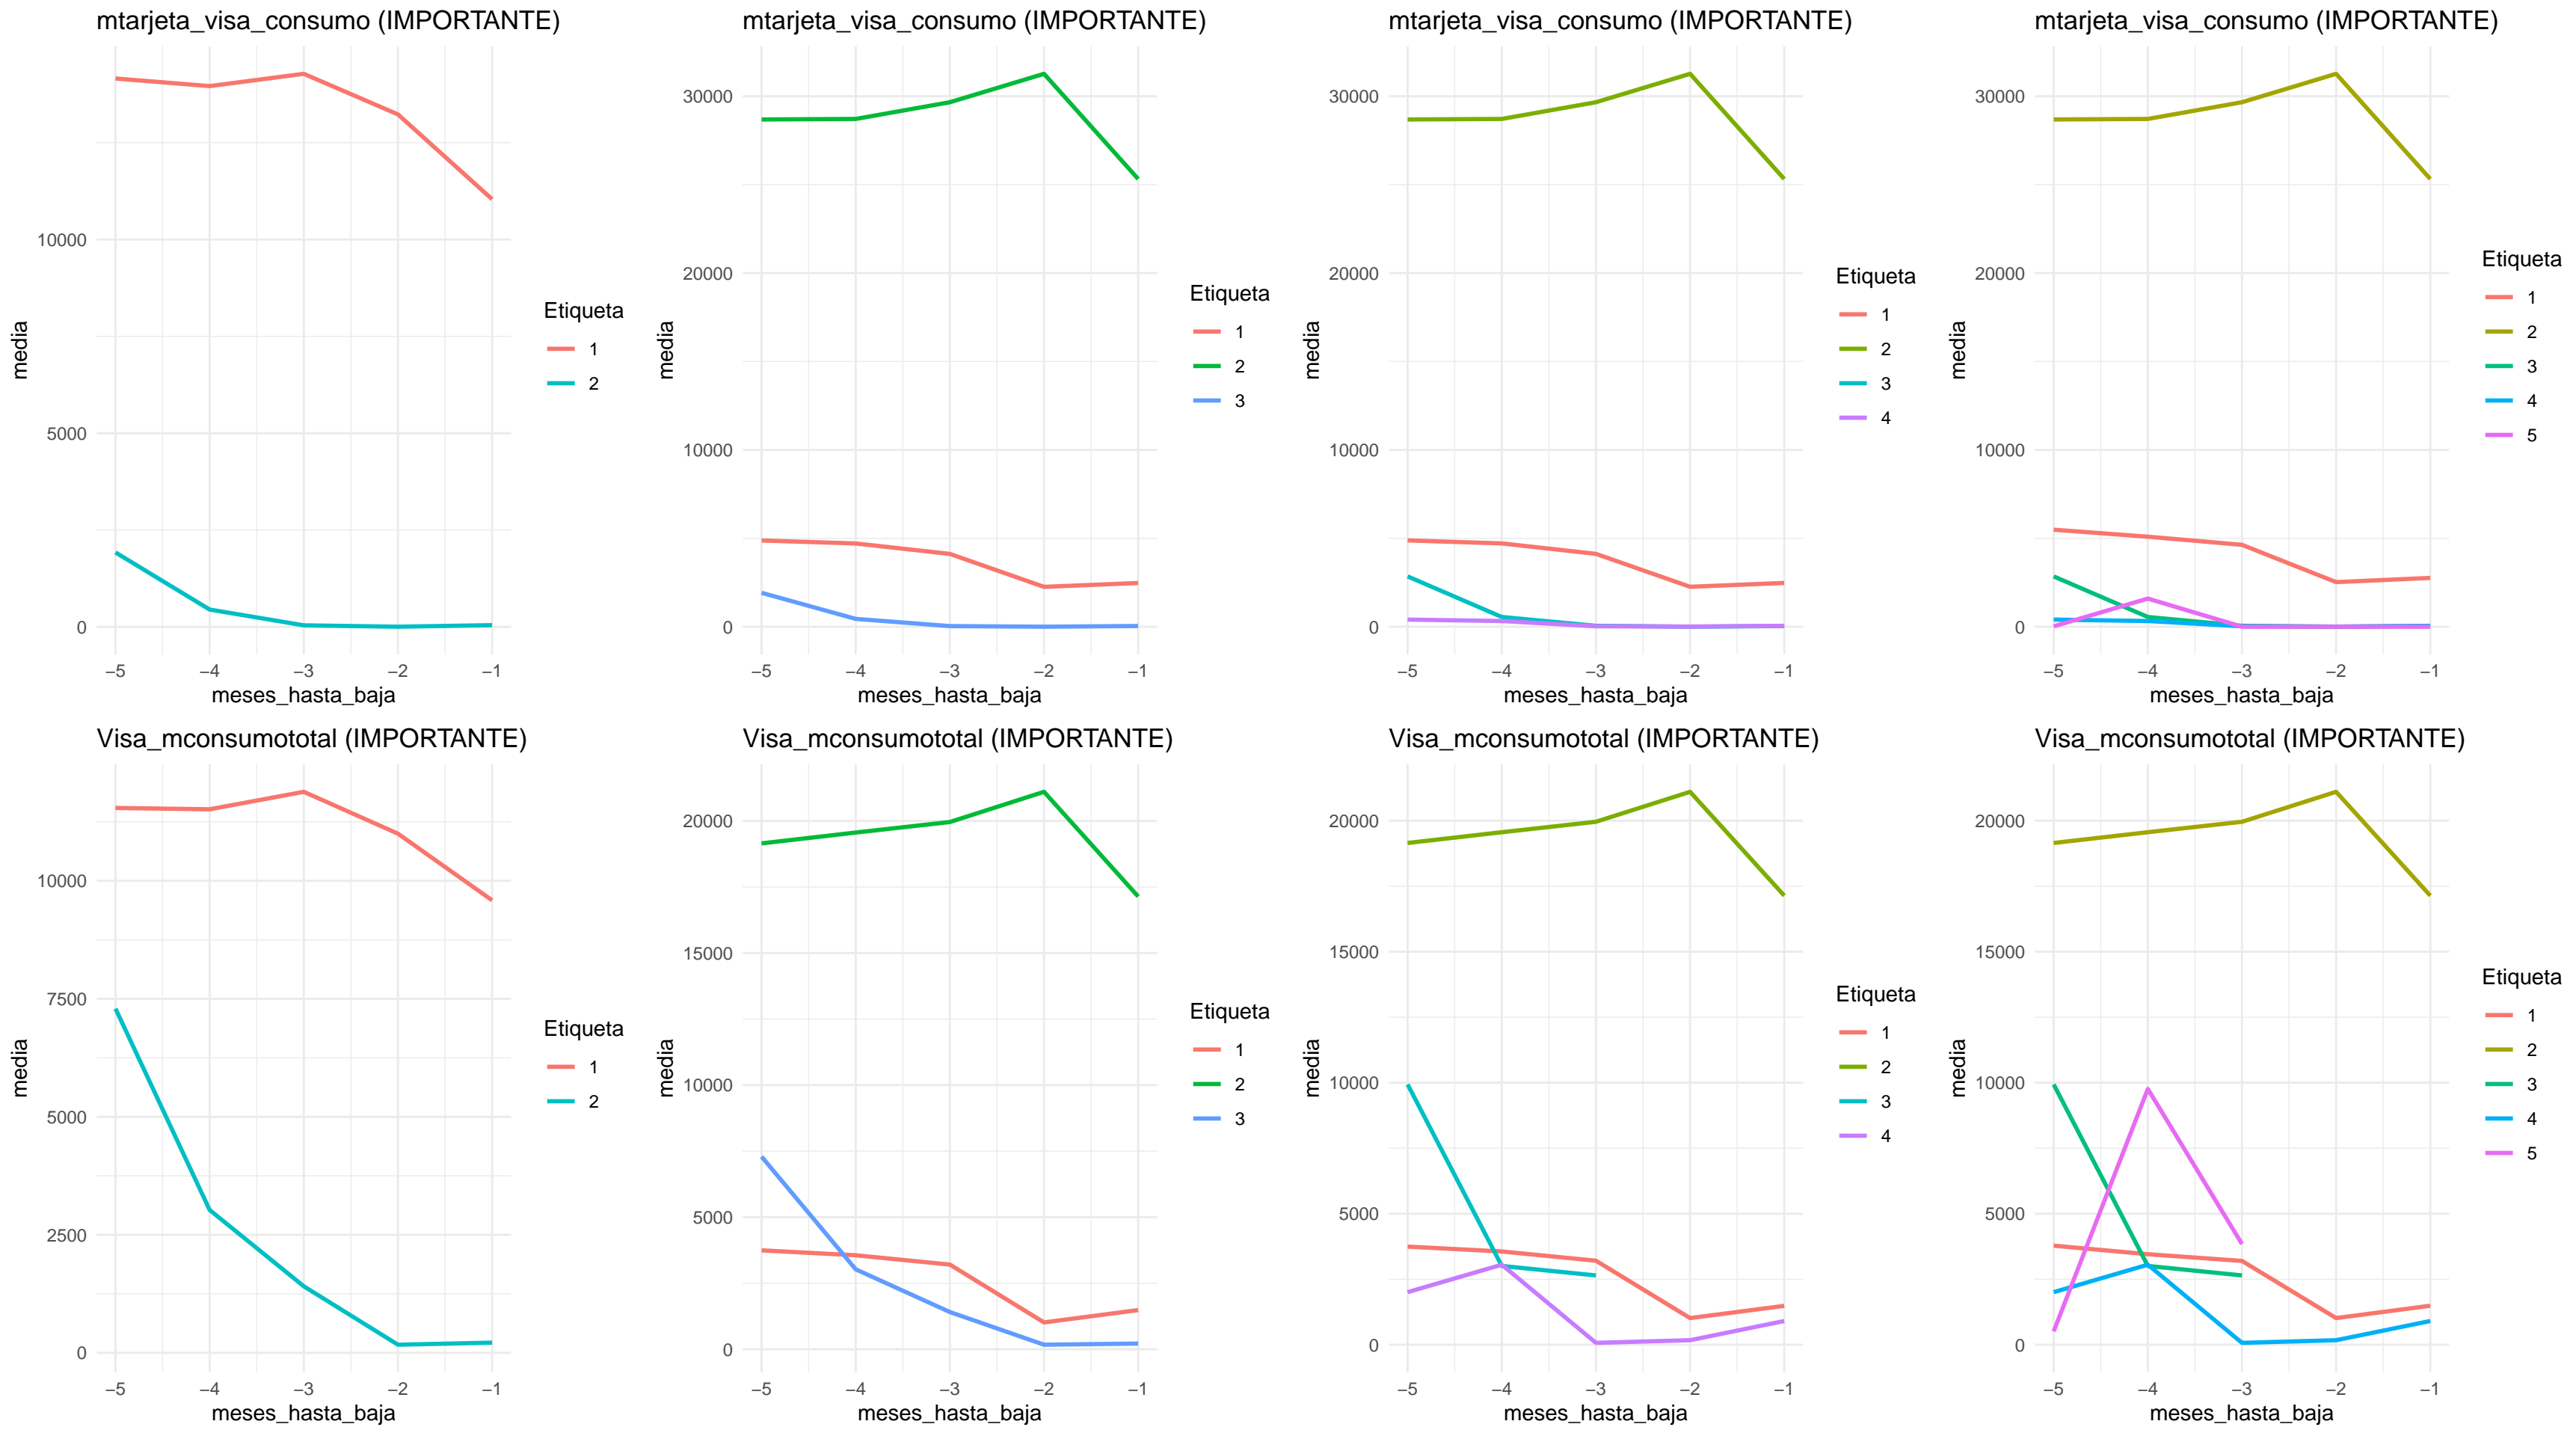 mtarjeta_visa_consumo (IMPORTANTE)
media
10000
5000
0
−5 −4 −3 −2 −1
meses_hasta_baja
Etiqueta
1
2
mtarjeta_visa_consumo (IMPORTANTE)
media
30000
20000
10000
0
−5 −4 −3 −2 −1
meses_hasta_baja
Etiqueta
1
2
3
mtarjeta_visa_consumo (IMPORTANTE)
media
30000
20000
10000
0
−5 −4 −3 −2 −1
meses_hasta_baja
Etiqueta
1
2
3
4
mtarjeta_visa_consumo (IMPORTANTE)
media
30000
20000
10000
0
−5 −4 −3 −2 −1
meses_hasta_baja
Etiqueta
1
2
3
4
5
Visa_mconsumototal (IMPORTANTE)
media
10000
7500
5000
2500
0
−5 −4 −3 −2 −1
meses_hasta_baja
Etiqueta
1
2
Visa_mconsumototal (IMPORTANTE)
media
20000
15000
10000
5000
0
−5 −4 −3 −2 −1
meses_hasta_baja
Etiqueta
1
2
3
Visa_mconsumototal (IMPORTANTE)
media
20000
15000
10000
5000
0
−5 −4 −3 −2 −1
meses_hasta_baja
Etiqueta
1
2
3
4
Visa_mconsumototal (IMPORTANTE)
media
20000
15000
10000
5000
0
−5 −4 −3 −2 −1
meses_hasta_baja
Etiqueta
1
2
3
4
5